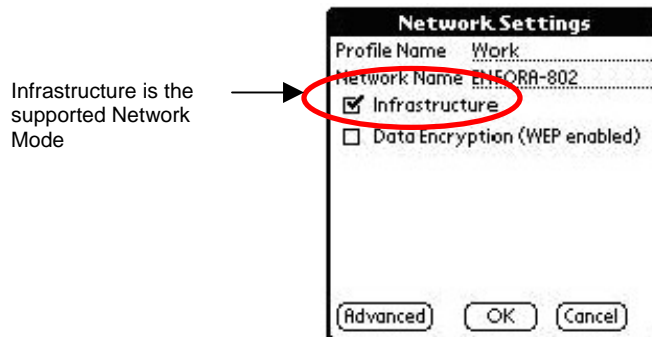 Infrastructure is the
supported Network
Mode
Network Settings
Profile Name Work
Network Name ENFORA-802
Infrastructure
Data Encryption (WEP enabled)
Advanced OK Cancel